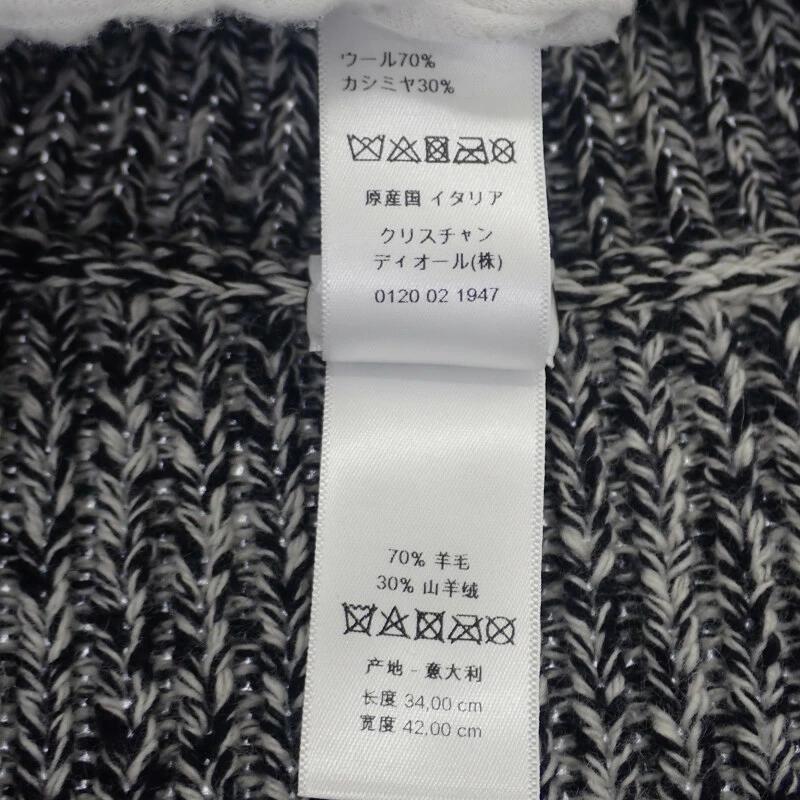 ウール70%
カシミヤ30%
原産国 イタリア
クリスチャン
ディオール(株)
0120 02 1947
70% 羊毛
30% 山羊绒
产地 - 意大利
长度 34,00 cm
宽度 42,00 cm